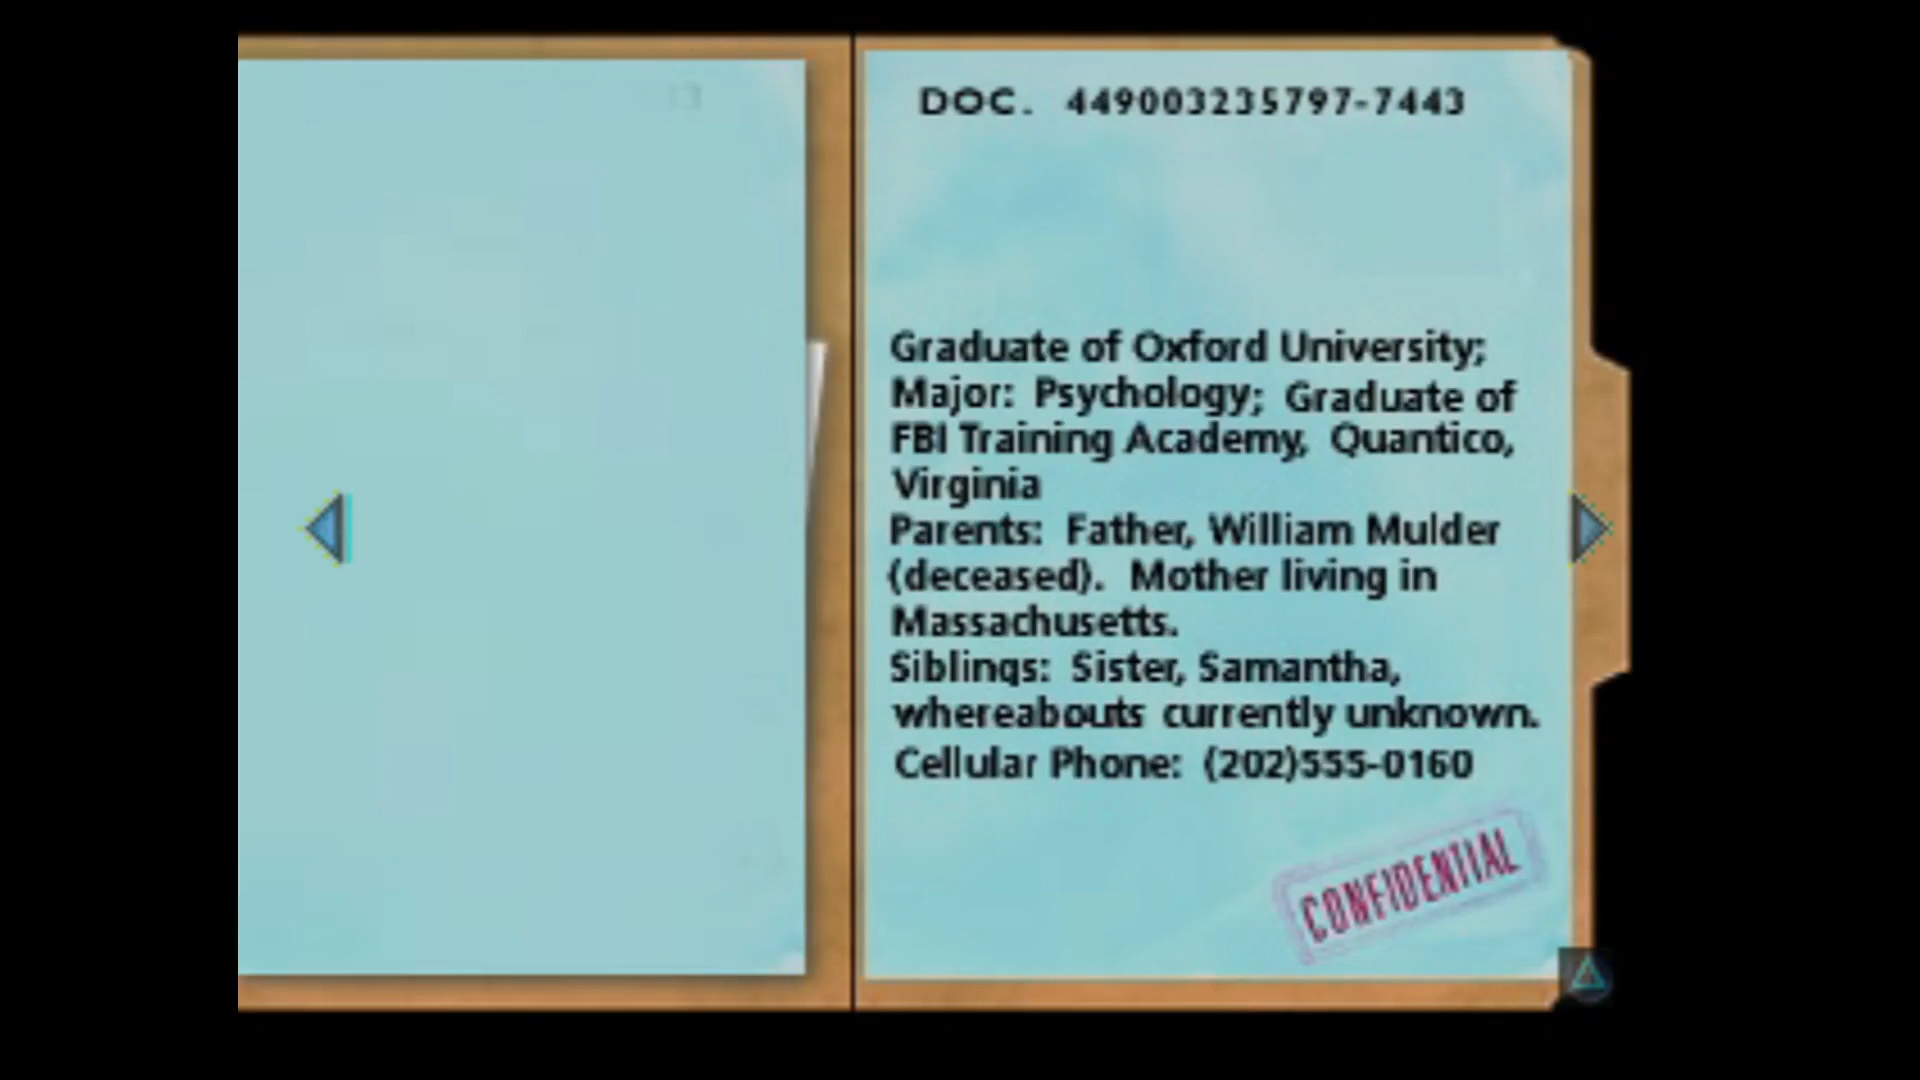 DOC. 449003235797-7443
Graduate of Oxford University;
Major: Psychology; Graduate of
FBI Training Academy, Quantico,
Virginia
Parents: Father, William Mulder
(deceased). Mother living in
Massachusetts.
Siblings: Sister, Samantha,
whereabouts currently unknown.
Cellular Phone: (202)555-0160
CONFIDENTIAL